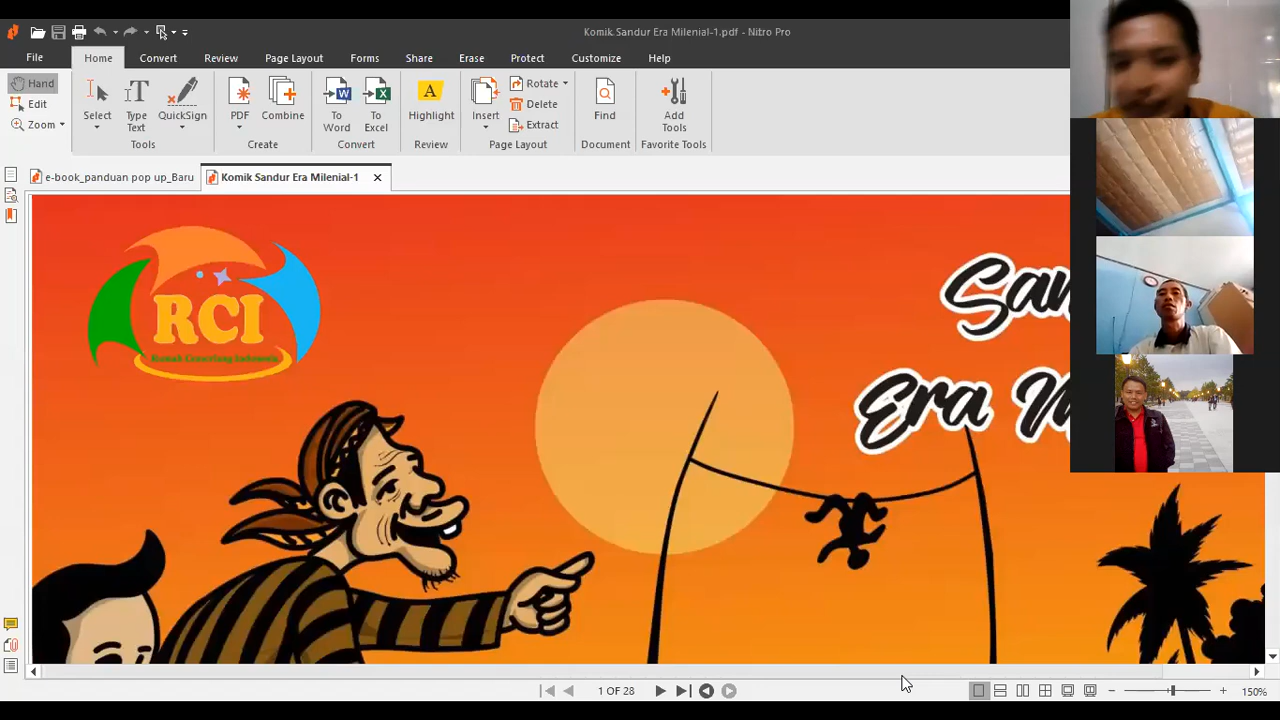 Komik Sandur Era Milenial-1.pdf - Nitro Pro
File Home Convert Review Page Layout Forms Share Erase Protect Customize Help
Hand
Edit
Zoom
Select
Type Text
QuickSign
Tools
PDF
Combine
Create
To Word
To Excel
Convert
Highlight
Review
Insert
Rotate
Delete
Extract
Page Layout
Find
Document
Add Tools
Favorite Tools
e-book_panduan pop up_Baru
Komik Sandur Era Milenial-1
RCI
San
Era M
1 OF 28
150%